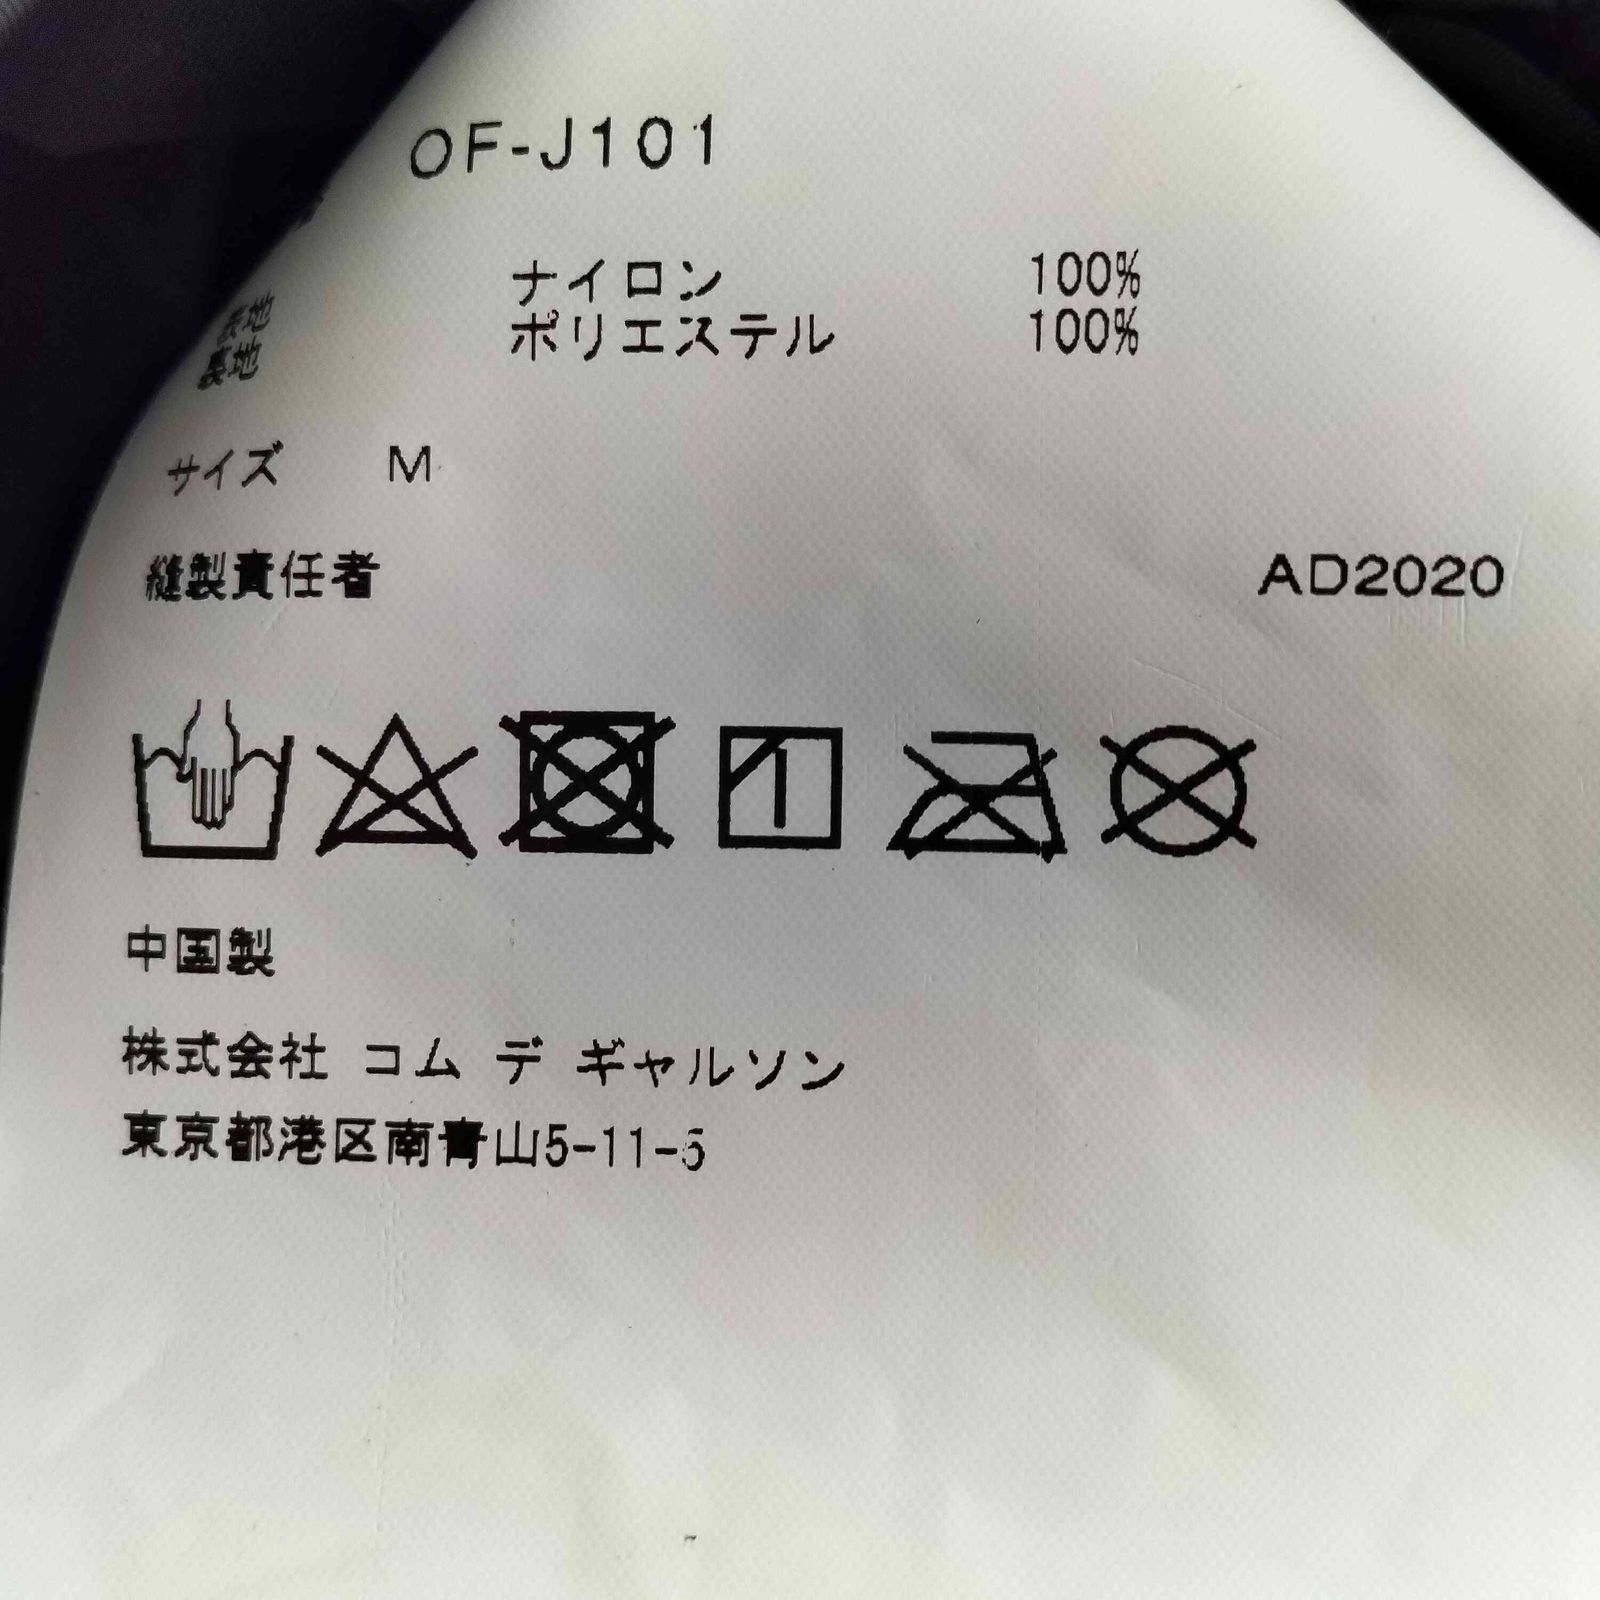 OF-J101
表地 ナイロン 100%
裏地 ポリエステル 100%
サイズ M
縫製責任者 AD2020
中国製
株式会社 コム デ ギャルソン
東京都港区南青山5-11-5